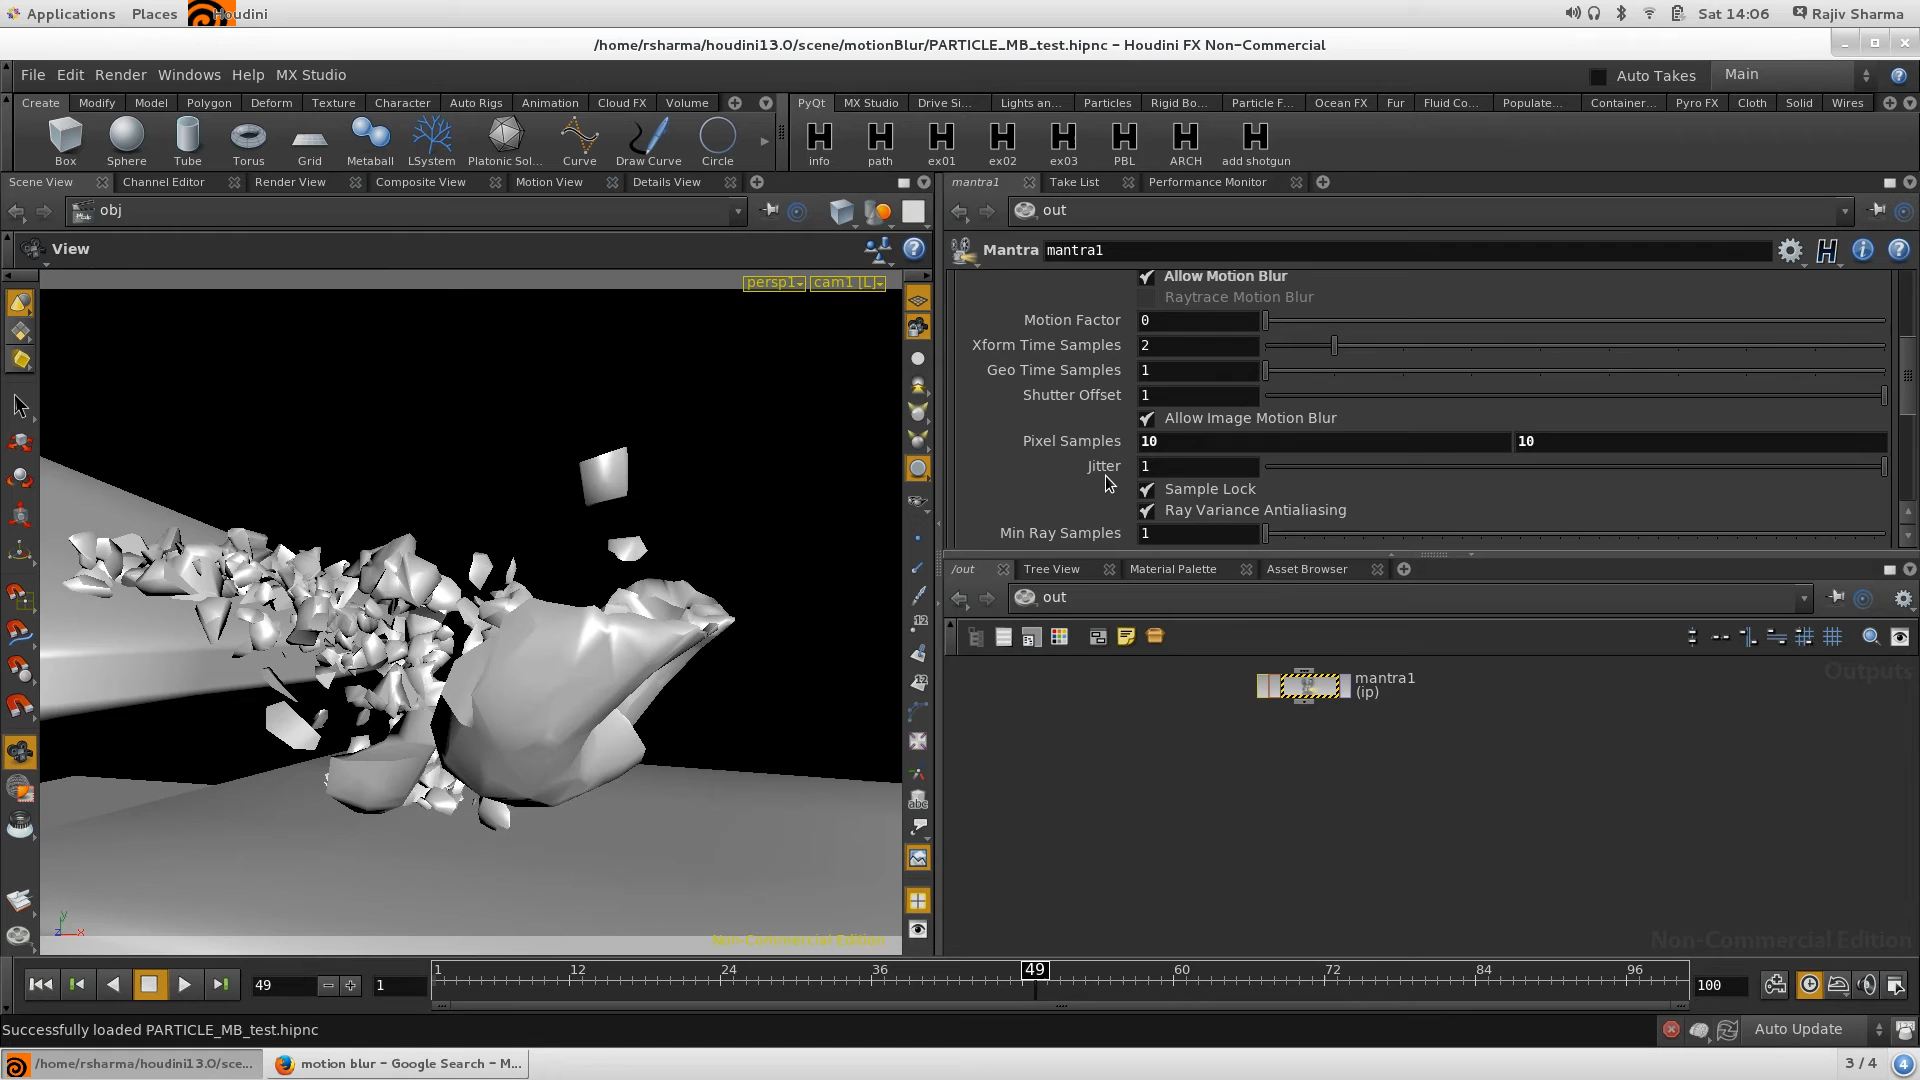 Applications Places Houdini Sat 14:06 Rajiv Sharma
/home/rsharma/houdini13.0/scene/motionBlur/PARTICLE_MB_test.hipnc - Houdini FX Non-Commercial
File Edit Render Windows Help MX Studio Auto Takes Main
Create Modify Model Polygon Deform Texture Character Auto Rigs Animation Cloud FX Volume PyQt MX Studio Drive Si... Lights an... Particles Rigid Bo... Particle F... Ocean FX Fur Fluid Co... Populate... Container... Pyro FX Cloth Solid Wires
Box Sphere Tube Torus Grid Metaball LSystem Platonic Sol... Curve Draw Curve Circle info path ex01 ex02 ex03 PBL ARCH add shotgun
Scene View Channel Editor Render View Composite View Motion View Details View mantra1 Take List Performance Monitor
obj out
View Mantra mantra1
persp1 cam1 [L]
Allow Motion Blur
Raytrace Motion Blur
Motion Factor 0
Xform Time Samples 2
Geo Time Samples 1
Shutter Offset 1
Allow Image Motion Blur
Pixel Samples 10 10
Jitter 1
Sample Lock
Ray Variance Antialiasing
Min Ray Samples 1
/out Tree View Material Palette Asset Browser
out
Outputs
mantra1
(ip)
12
12
abc
y
z x
Non-Commercial Edition
Non-Commercial Edition
49 1 1 12 24 36 49 60 72 84 96 100
Successfully loaded PARTICLE_MB_test.hipnc Auto Update
/home/rsharma/houdini13.0/sce... motion blur - Google Search - M... 3 / 4 4